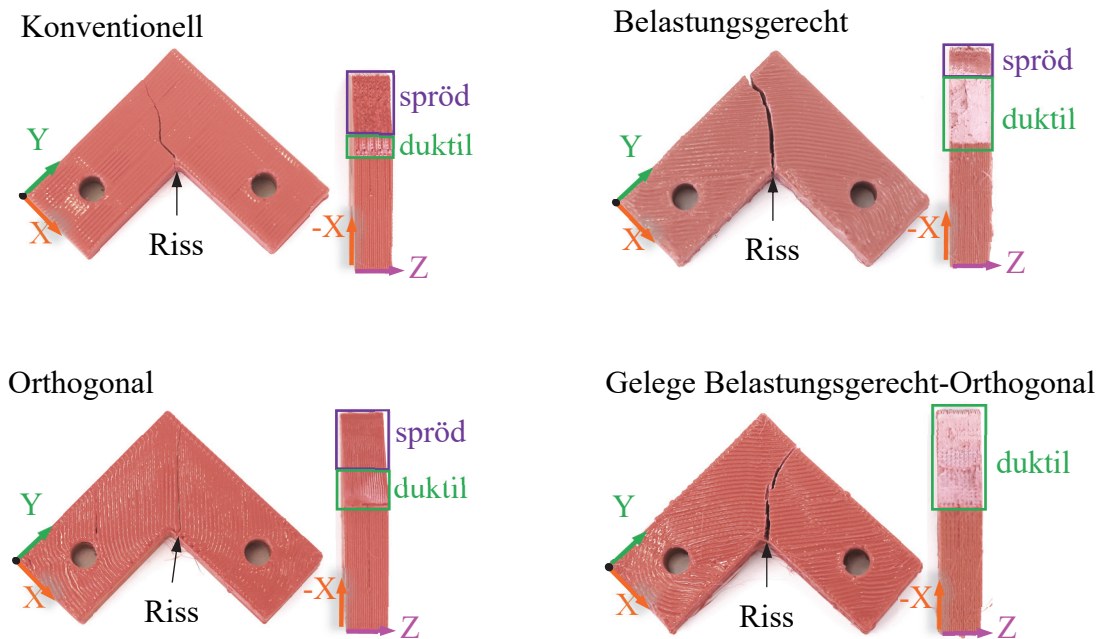 Konventionell
spröd
duktil
Y
X
Riss
-X
Z
Belastungsgerecht
spröd
duktil
Y
X
Riss
-X
Z
Orthogonal
spröd
duktil
Y
X
Riss
-X
Z
Gelege Belastungsgerecht-Orthogonal
duktil
Y
X
Riss
-X
Z